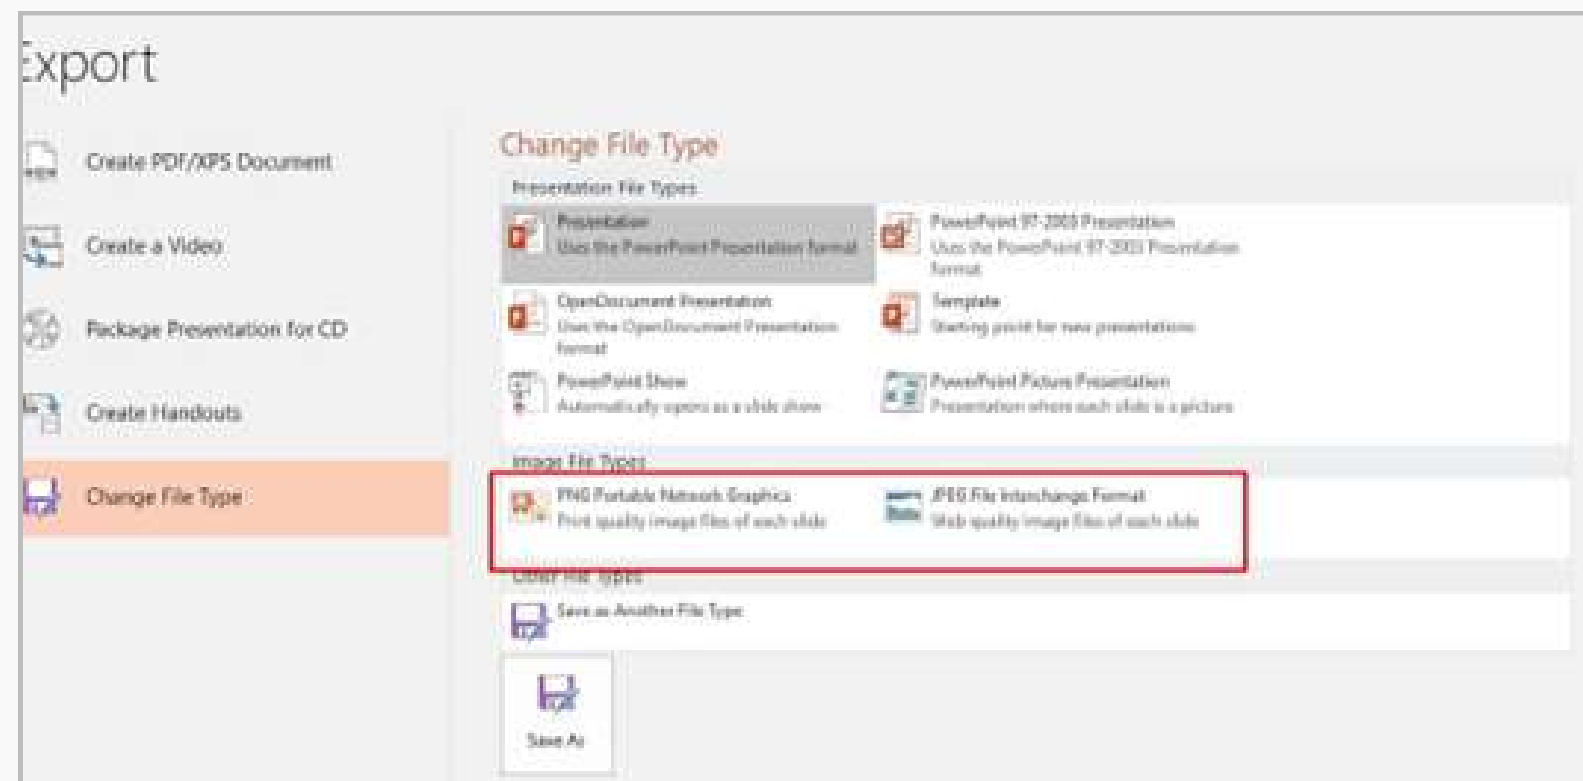 Export
Create PDF/XPS Document
Create a Video
Package Presentation for CD
Create Handouts
Change File Type
Change File Type
Presentation File Types
Presentation
Uses the PowerPoint Presentation format
PowerPoint 97-2003 Presentation
Uses the PowerPoint 97-2003 Presentation
format
OpenDocument Presentation
Uses the OpenDocument Presentation
format
Template
Starting point for new presentations
PowerPoint Show
Automatically opens as a slide show
PowerPoint Picture Presentation
Presentation where each slide is a picture
Image File Types
PNG Portable Network Graphics
Print quality image files of each slide
JPEG File Interchange Format
Web quality image files of each slide
Other File Types
Save as Another File Type
Save As